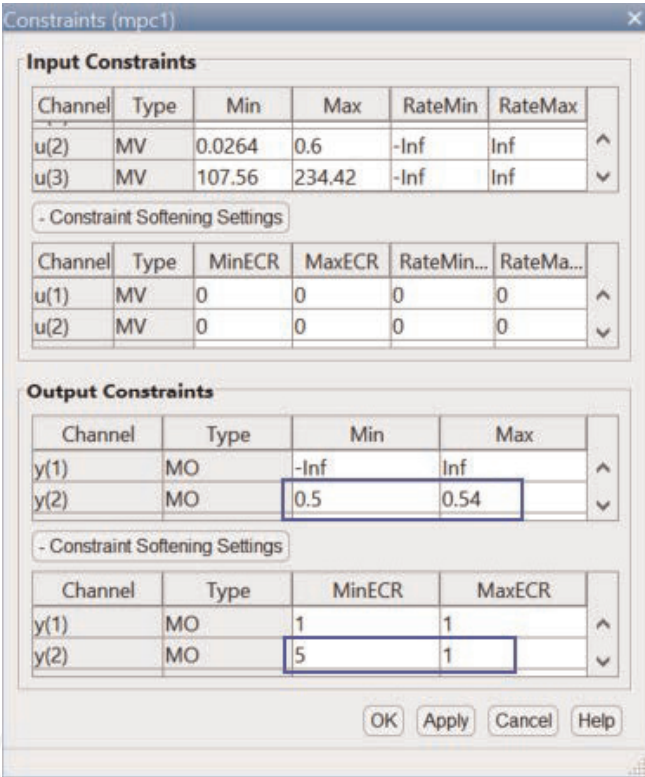 Constraints (mpc1) ×
Input Constraints
Channel Type Min Max RateMin RateMax
u(2) MV 0.0264 0.6 -Inf Inf
u(3) MV 107.56 234.42 -Inf Inf
- Constraint Softening Settings
Channel Type MinECR MaxECR RateMin... RateMa...
u(1) MV 0 0 0 0
u(2) MV 0 0 0 0
Output Constraints
Channel Type Min Max
y(1) MO -Inf Inf
y(2) MO 0.5 0.54
- Constraint Softening Settings
Channel Type MinECR MaxECR
y(1) MO 1 1
y(2) MO 5 1
OK Apply Cancel Help